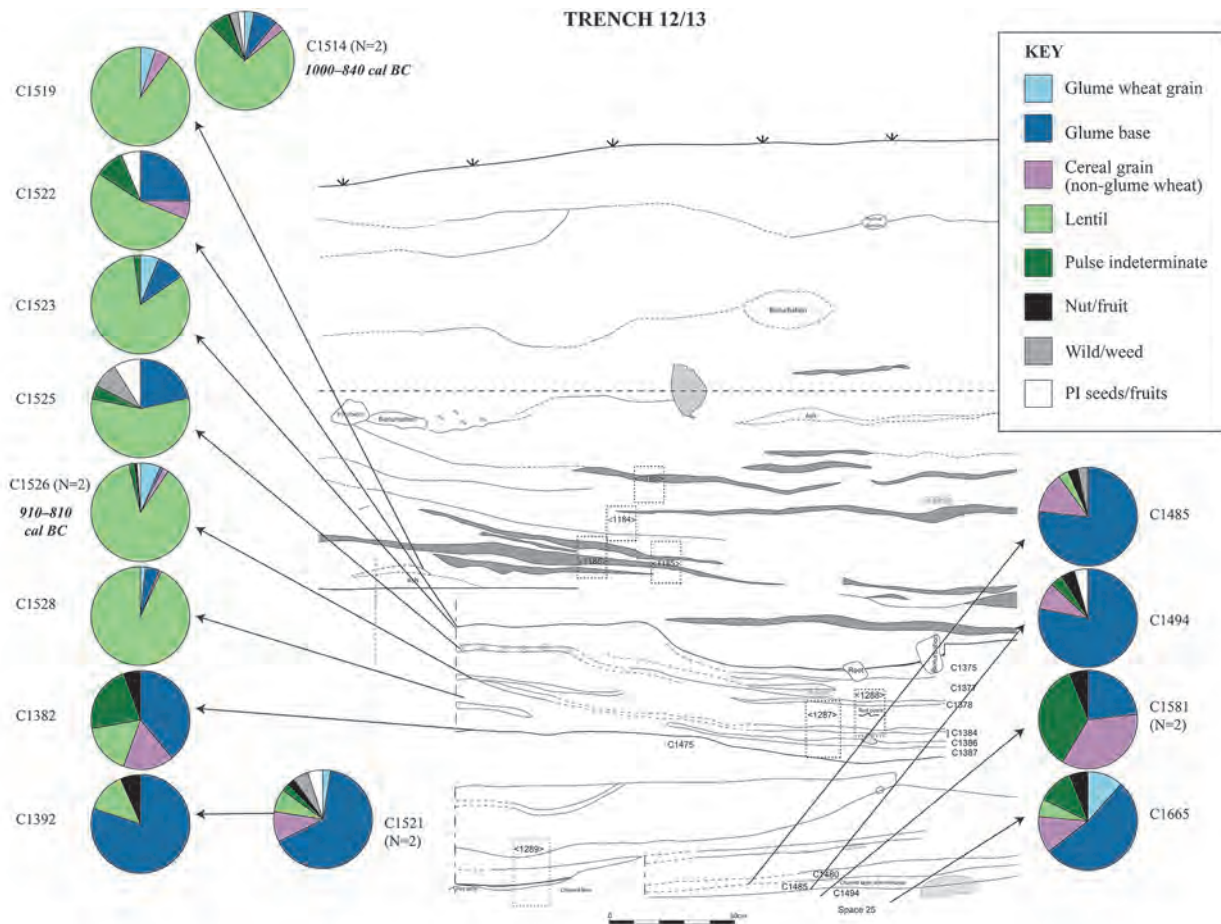 TRENCH 12/13
C1514 (N=2)
1000–840 cal BC
C1519
C1522
C1523
C1525
C1526 (N=2)
910–810
cal BC
C1528
C1382
C1392
C1521
(N=2)
KEY
Glume wheat grain
Glume base
Cereal grain
(non-glume wheat)
Lentil
Pulse indeterminate
Nut/fruit
Wild/weed
PI seeds/fruits
C1485
C1494
C1581
(N=2)
C1665
Bioturbation
Bioturbation
Ash
<1184>
Ash
Root
C1375
C1377
C1378
<1288>
<1287>
C1384
C1386
C1387
C1475
<1289>
C1480
C1485
C1494
Space 25
0
50cm